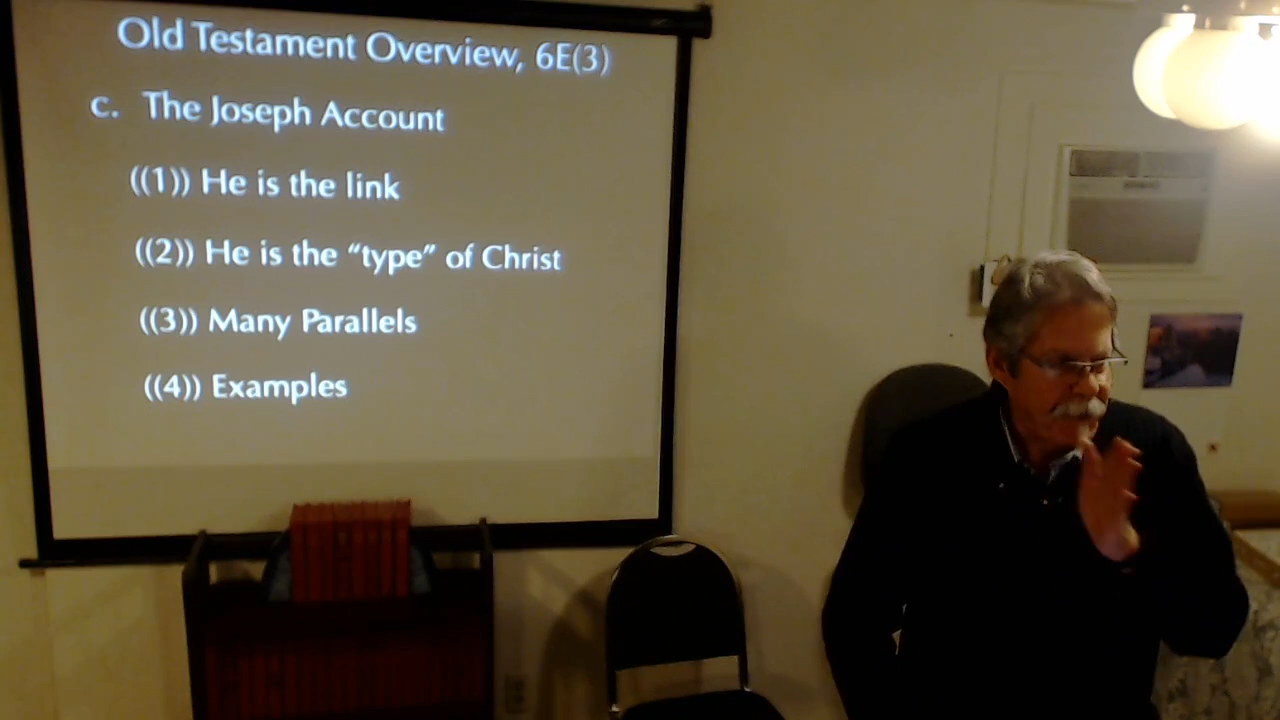 Old Testament Overview, 6E(3)
c. The Joseph Account
((1)) He is the link
((2)) He is the “type” of Christ
((3)) Many Parallels
((4)) Examples